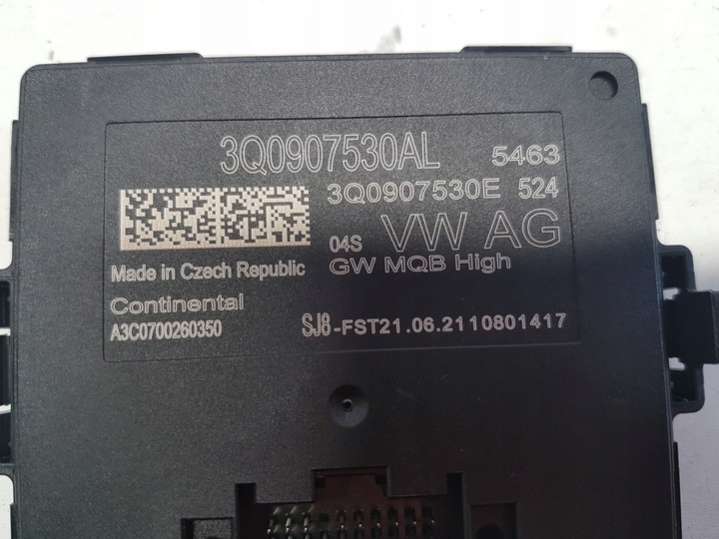 3Q0907530AL 5463
3Q0907530E 524
04S VW AG
Made in Czech Republic GW MQB High
Continental
A3C0700260350 SJ8-FST21.06.2110801417